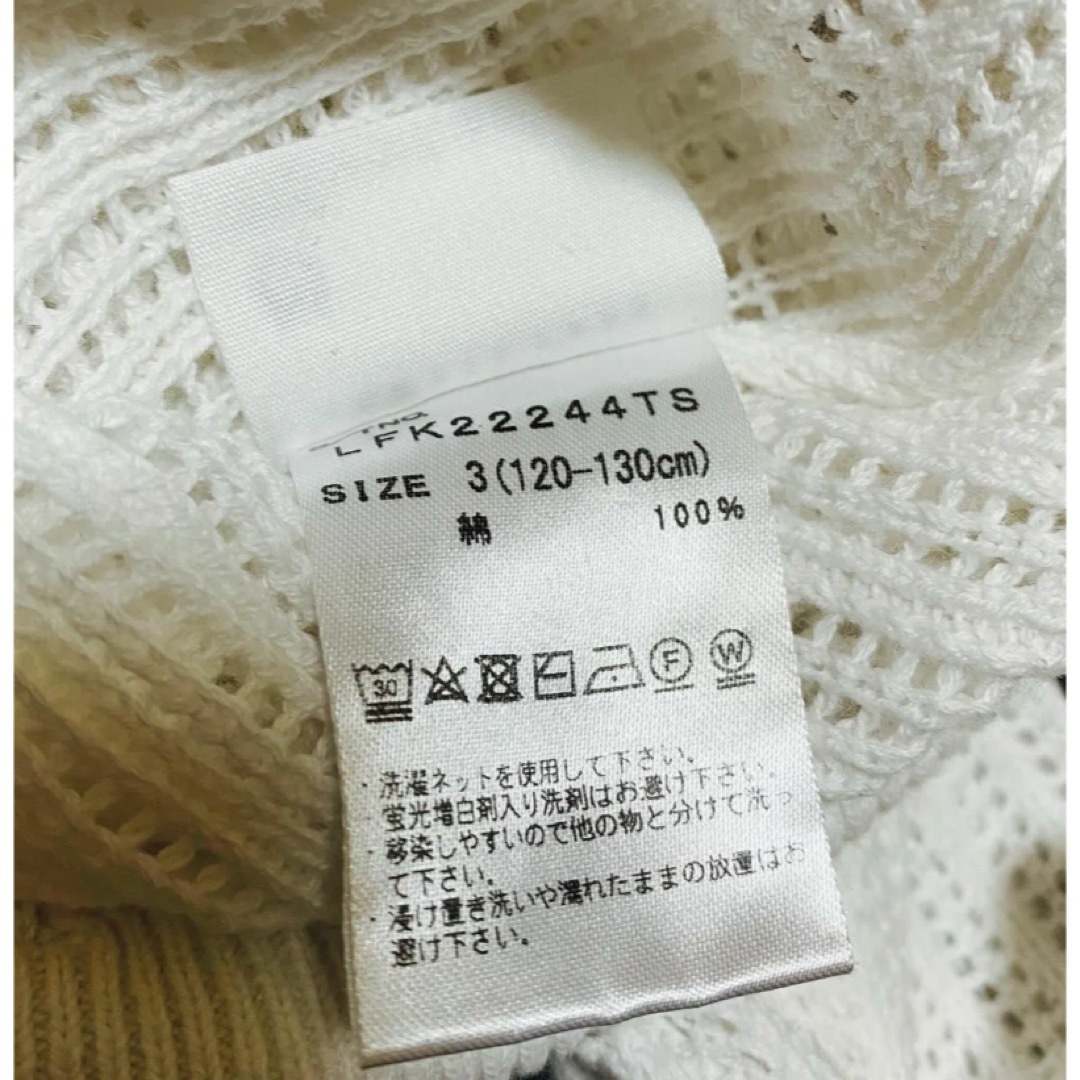 LFK22244TS
SIZE 3(120-130cm)
綿 100%
30
F
W
・洗濯ネットを使用して下さい。
蛍光増白剤入り洗剤はお避け下さい。
・移染しやすいので他の物と分けて洗っ
て下さい。
・浸け置き洗いや濡れたままの放置はお
避け下さい。